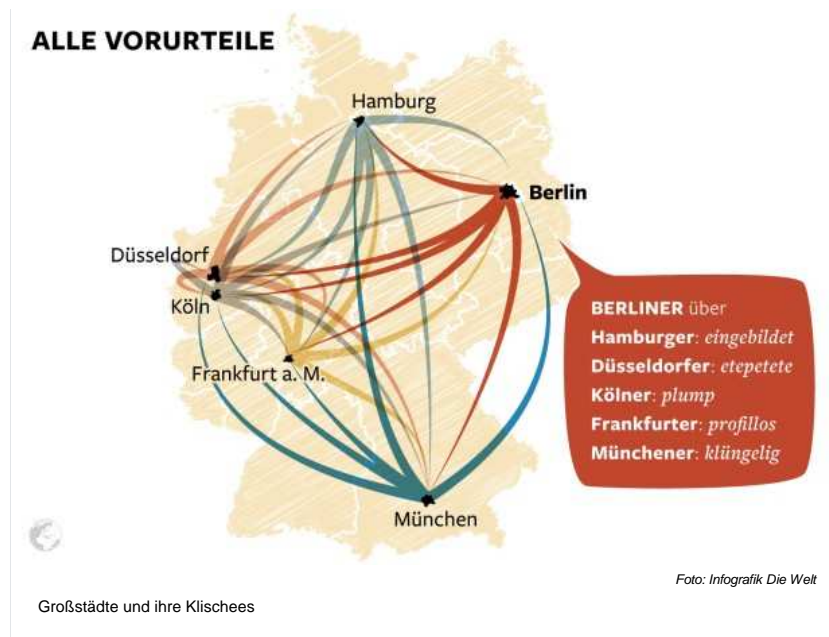 ALLE VORURTEILE
Hamburg
Berlin
Düsseldorf
Köln
Frankfurt a. M.
München
BERLINER über
Hamburger: eingebildet
Düsseldorfer: etepetete
Kölner: plump
Frankfurter: profillos
Münchener: klüngelig
Foto: Infografik Die Welt
Großstädte und ihre Klischees